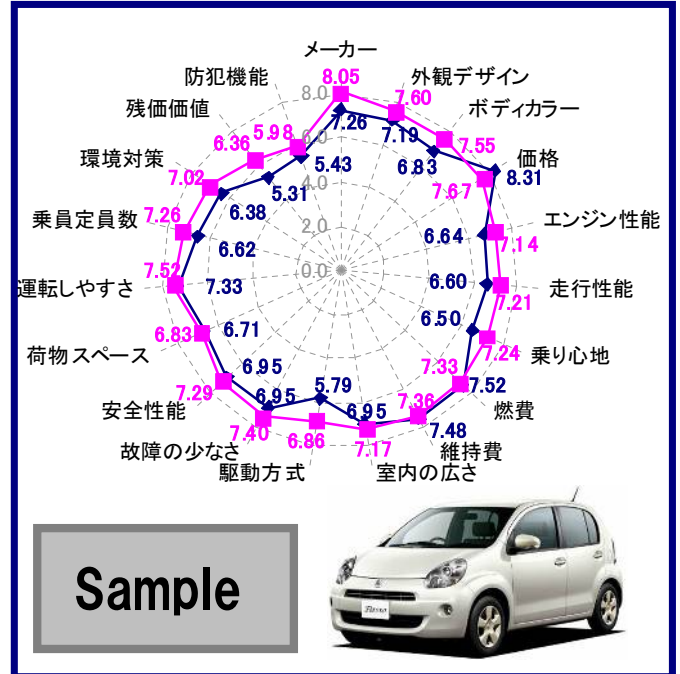 メーカー
防犯機能
外観デザイン
8.05
8.0
7.60
残価価値
ボディカラー
7.26
7.19
7.55
6.36
5.98
6.0
6.83
環境対策
5.43
価格
7.02
5.31
7.67
8.31
4.0
乗員定員数
6.38
エンジン性能
7.26
2.0
6.64
7.14
6.62
運転しやすさ
7.52
7.33
0.0
6.60
走行性能
7.21
荷物スペース
6.83
6.71
6.50
7.24
乗り心地
安全性能
7.29
6.95
7.33
7.52
燃費
故障の少なさ
7.40
6.95
5.79
6.95
7.36
7.48
維持費
駆動方式
6.86
7.17
室内の広さ
Sample
Passo